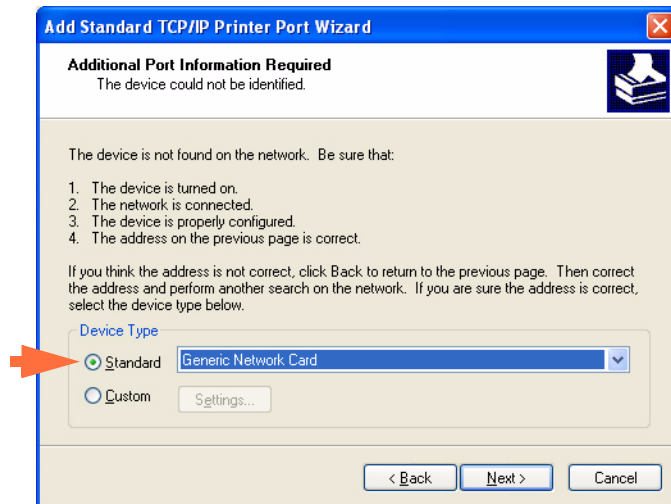 Add Standard TCP/IP Printer Port Wizard
Additional Port Information Required
The device could not be identified.
The device is not found on the network. Be sure that:
1. The device is turned on.
2. The network is connected.
3. The device is properly configured.
4. The address on the previous page is correct.
If you think the address is not correct, click Back to return to the previous page. Then correct
the address and perform another search on the network. If you are sure the address is correct,
select the device type below.
Device Type
Standard
Generic Network Card
Custom
Settings...
< Back
Next >
Cancel